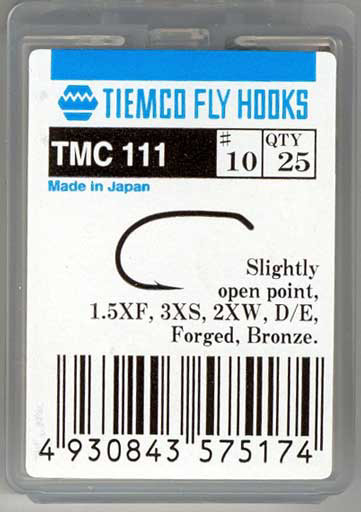 TIEMCO FLY HOOKS
TMC 111 # 10 QTY 25
Made in Japan
Slightly
open point,
1.5XF, 3XS, 2XW, D/E,
Forged, Bronze.
4 930843 575174